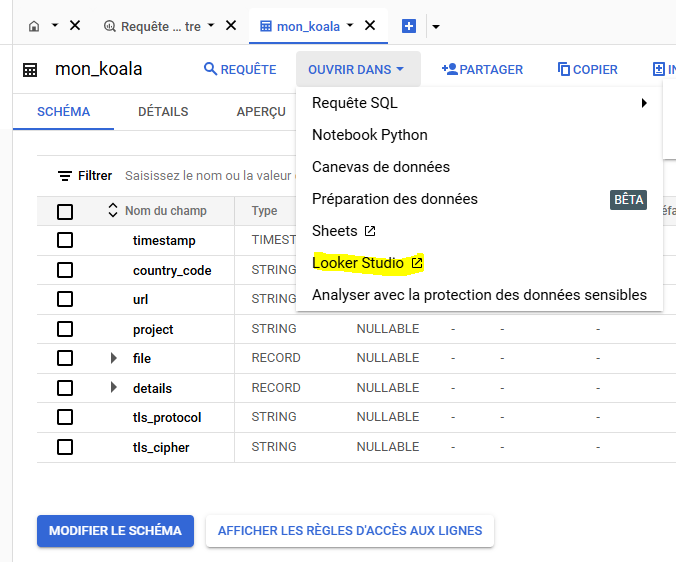 Requête ... tre
mon_koala
mon_koala
REQUÊTE
OUVRIR DANS
PARTAGER
COPIER
SCHÉMA
DÉTAILS
APERÇU
Requête SQL
Notebook Python
Canevas de données
Préparation des données
BÊTA
Sheets
Looker Studio
Analyser avec la protection des données sensibles
Filtrer Saisissez le nom ou la valeur
Nom du champ Type
timestamp TIMEST
country_code STRING
url STRING
project STRING NULLABLE - - -
file RECORD NULLABLE - - -
details RECORD NULLABLE - - -
tls_protocol STRING NULLABLE - - -
tls_cipher STRING NULLABLE - - -
MODIFIER LE SCHÉMA
AFFICHER LES RÈGLES D'ACCÈS AUX LIGNES